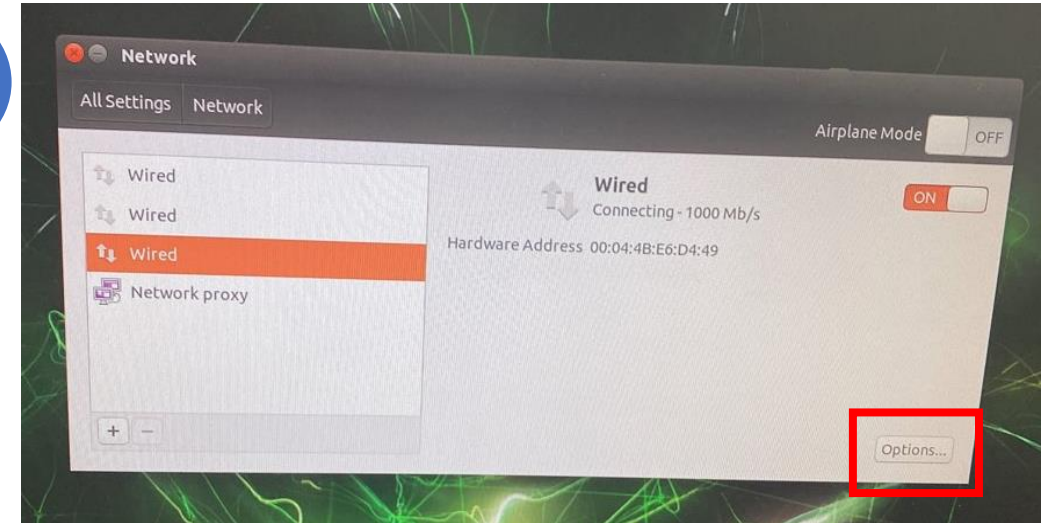 Network
All Settings Network
Airplane Mode OFF
Wired
Wired
Wired
Network proxy
+ -
Wired
Connecting - 1000 Mb/s
ON
Hardware Address 00:04:4B:E6:D4:49
Options...